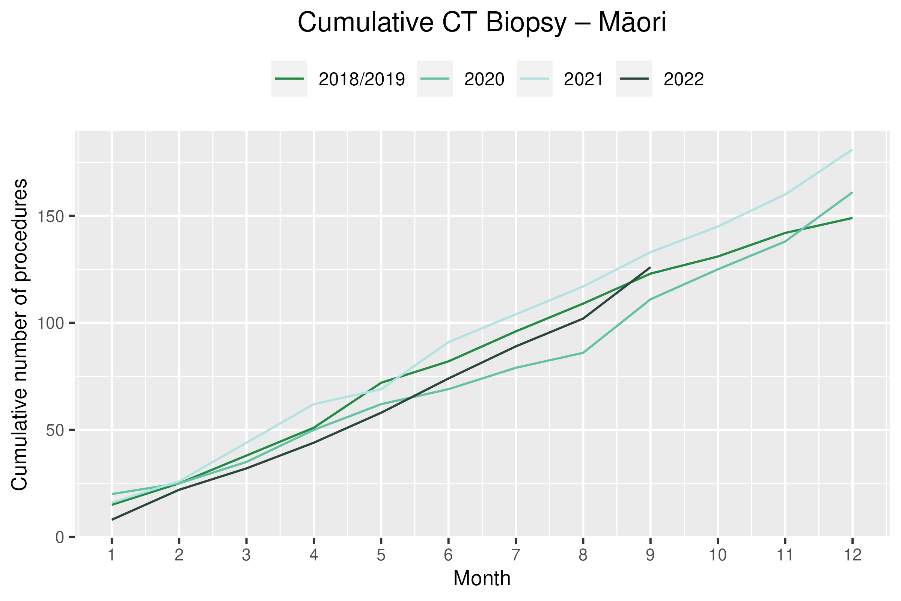 Cumulative CT Biopsy – Māori
2018/2019 2020 2021 2022
Cumulative number of procedures
150
100
50
0
1 2 3 4 5 6 7 8 9 10 11 12
Month